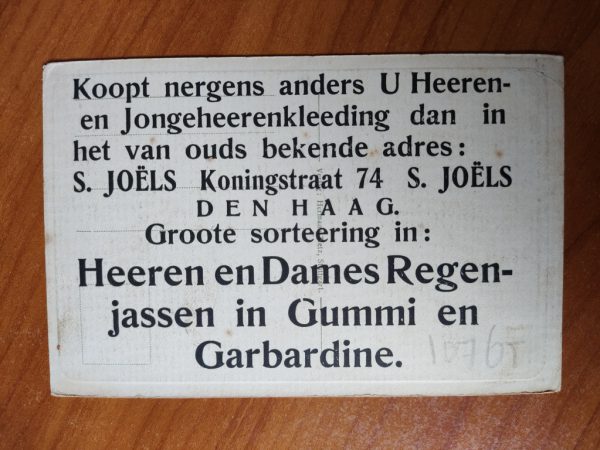 Koopt nergens anders U Heeren-
en Jongeheerenkleeding dan in
het van ouds bekende adres:
S. JOËLS Koningstraat 74 S. JOËLS
DEN HAAG.
Groote sorteering in:
Heeren en Dames Regen-
jassen in Gummi en
Garbardine.